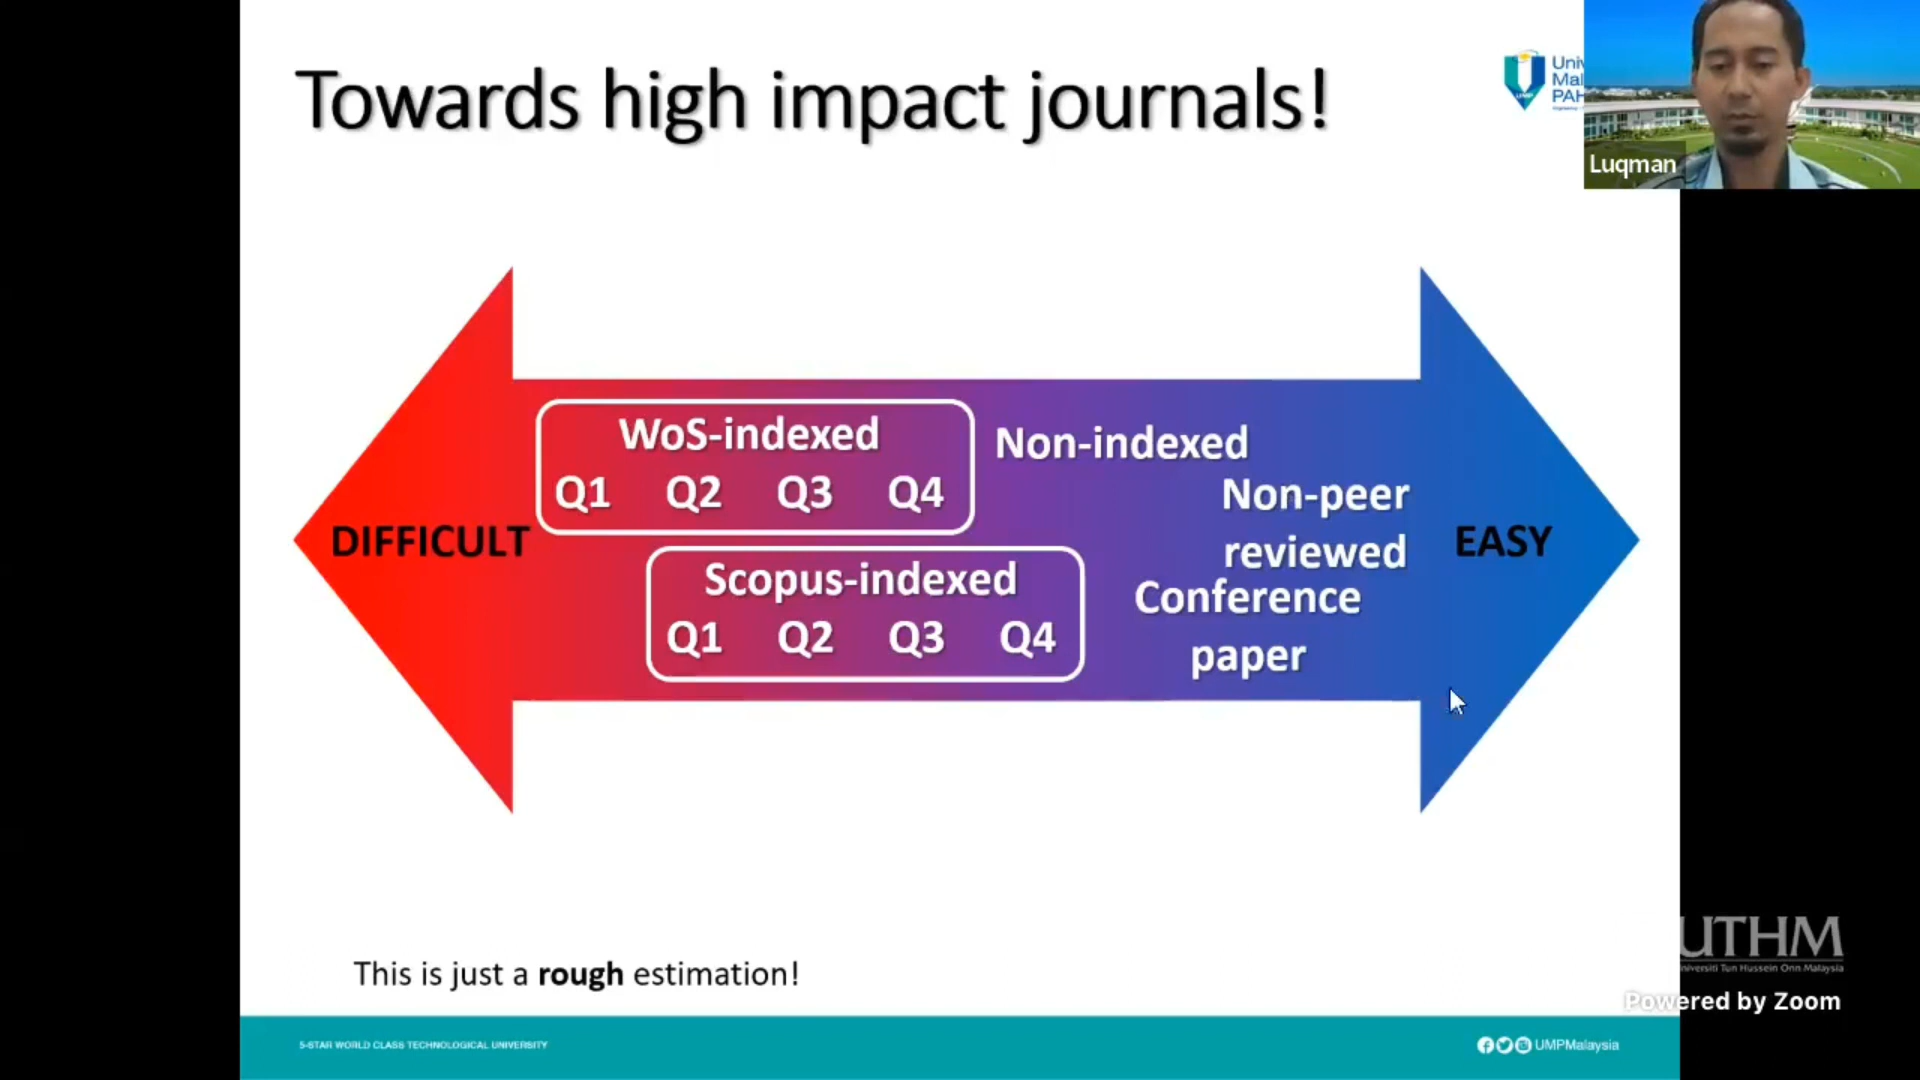 Towards high impact journals!
Luqman
WoS-indexed
Q1 Q2 Q3 Q4
Non-indexed
Non-peer
reviewed
DIFFICULT
EASY
Scopus-indexed
Q1 Q2 Q3 Q4
Conference
paper
This is just a rough estimation!
UTHM
Universiti Tun Hussein Onn Malaysia
Powered by Zoom
5-STAR WORLD CLASS TECHNOLOGICAL UNIVERSITY
UMPMalaysia